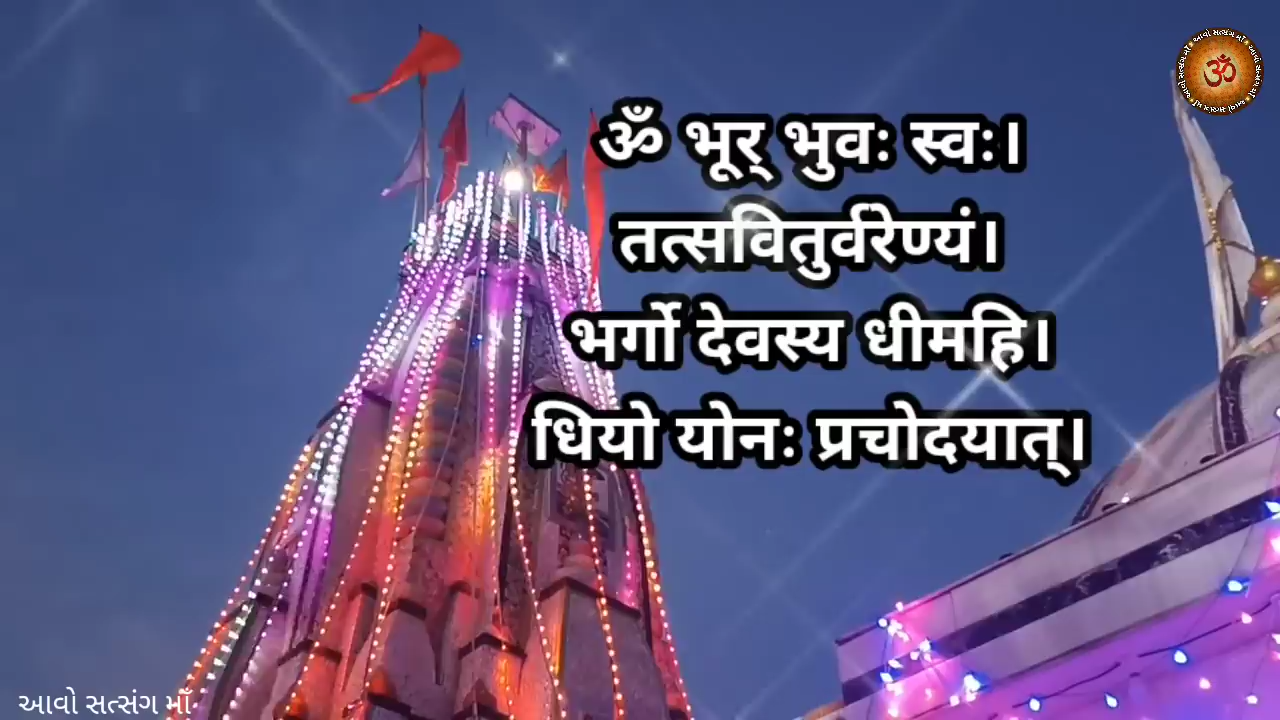 ॐ भूर् भुवः स्वः।
तत्सवितुर्वरेण्यं।
भर्गो देवस्य धीमहि।
धियो योनः प्रचोदयात्।
આવો સત્સંગ માઁ
ॐ